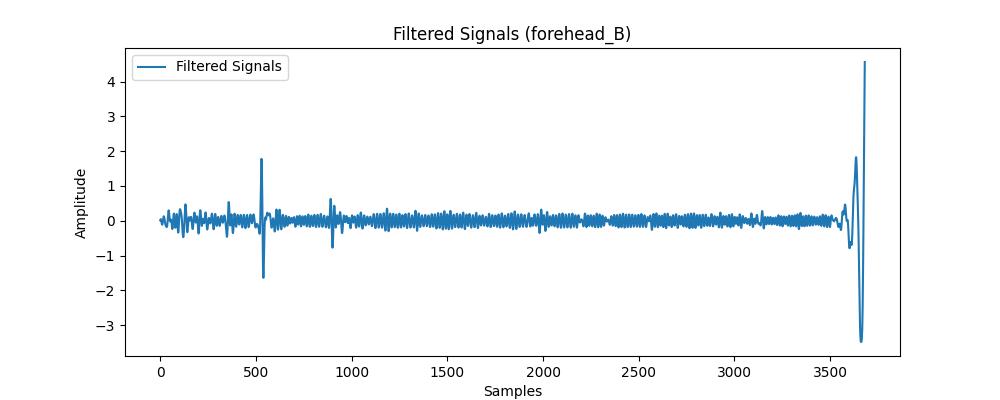 Filtered Signals (forehead_B)
Filtered Signals
Amplitude
4
3
2
1
0
−1
−2
−3
0 500 1000 1500 2000 2500 3000 3500
Samples